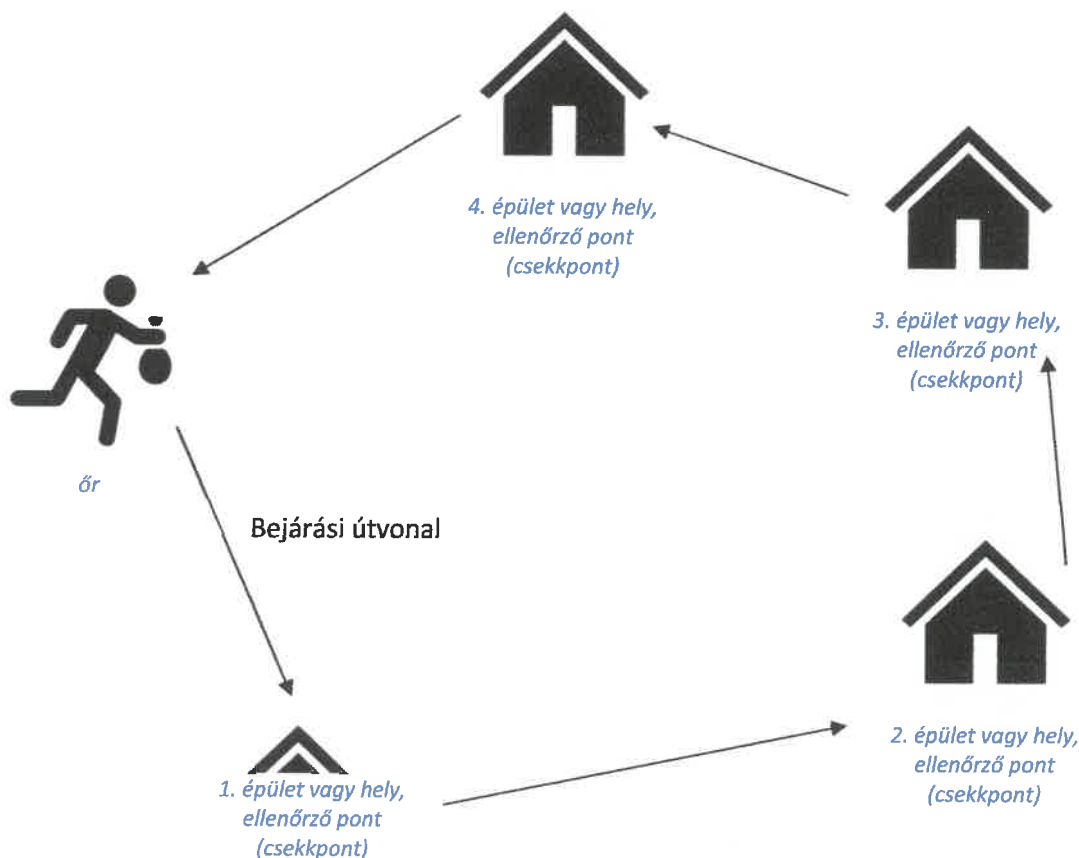 4. épület vagy hely,
ellenőrző pont
(csekkpont)
3. épület vagy hely,
ellenőrző pont
(csekkpont)
őr
Bejárási útvonal
2. épület vagy hely,
ellenőrző pont
(csekkpont)
1. épület vagy hely,
ellenőrző pont
(csekkpont)